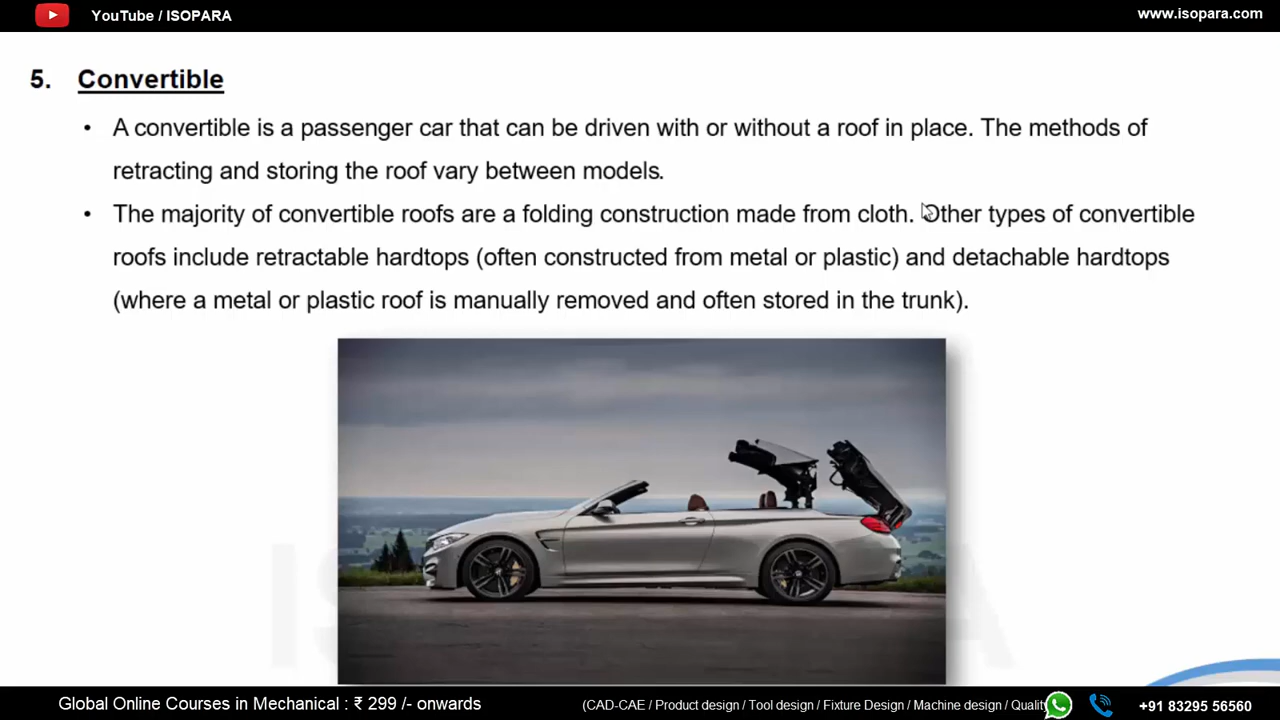 YouTube / ISOPARA
www.isopara.com
5. Convertible
• A convertible is a passenger car that can be driven with or without a roof in place. The methods of
retracting and storing the roof vary between models.
• The majority of convertible roofs are a folding construction made from cloth. Other types of convertible
roofs include retractable hardtops (often constructed from metal or plastic) and detachable hardtops
(where a metal or plastic roof is manually removed and often stored in the trunk).
Global Online Courses in Mechanical : ₹ 299 /- onwards
(CAD-CAE / Product design / Tool design / Fixture Design / Machine design / Quality
+91 83295 56560